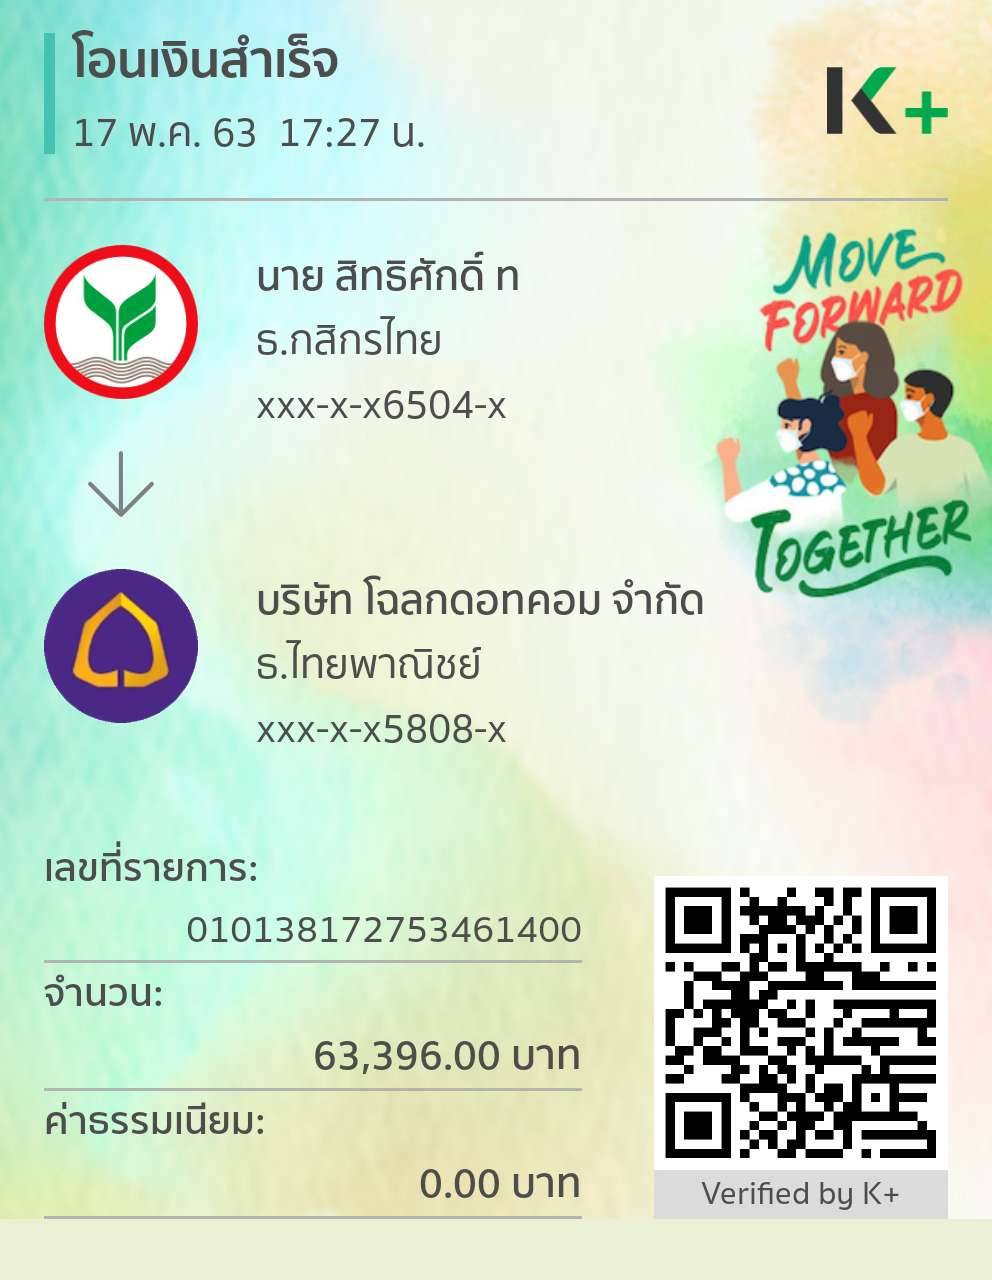 โอนเงินสำเร็จ
17 พ.ค. 63  17:27 น.
K+
MOVE
FORWARD
TOGETHER
นาย สิทธิศักดิ์ ท
ธ.กสิกรไทย
xxx-x-x6504-x
บริษัท โฉลกดอทคอม จำกัด
ธ.ไทยพาณิชย์
xxx-x-x5808-x
เลขที่รายการ:
010138172753461400
จำนวน:
63,396.00 บาท
ค่าธรรมเนียม:
0.00 บาท
Verified by K+